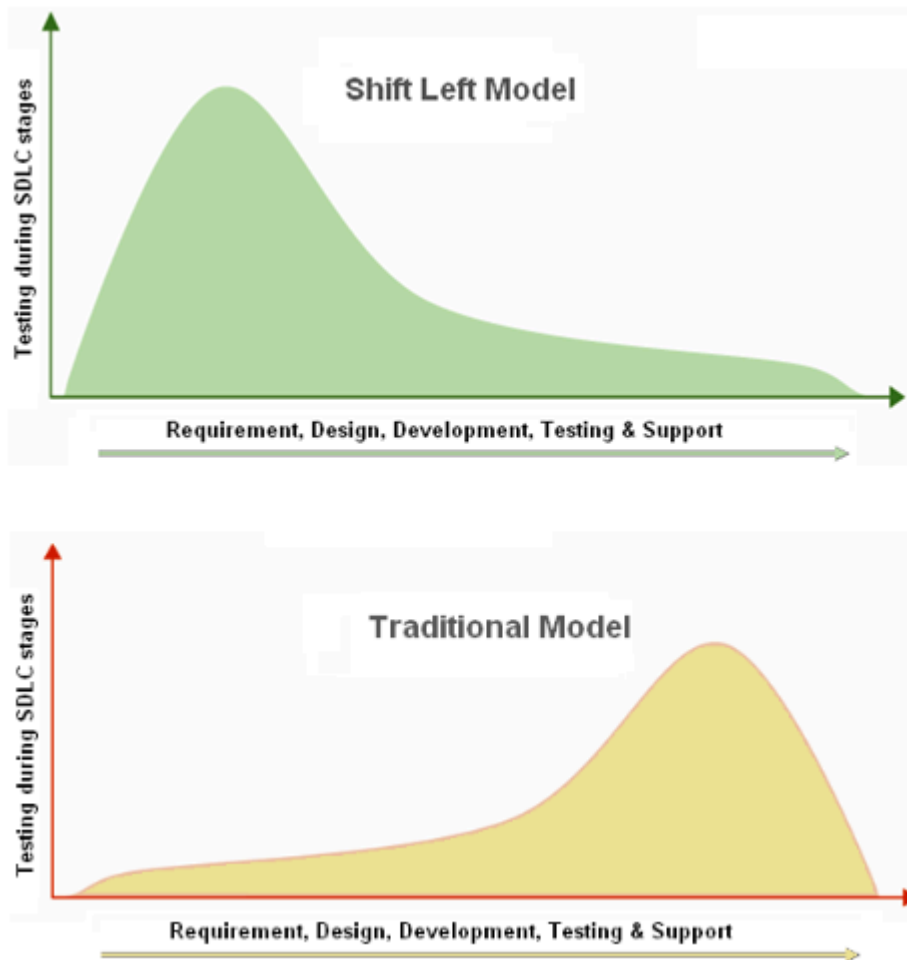 Shift Left Model
Testing during SDLC stages
Requirement, Design, Development, Testing & Support
Traditional Model
Testing during SDLC stages
Requirement, Design, Development, Testing & Support